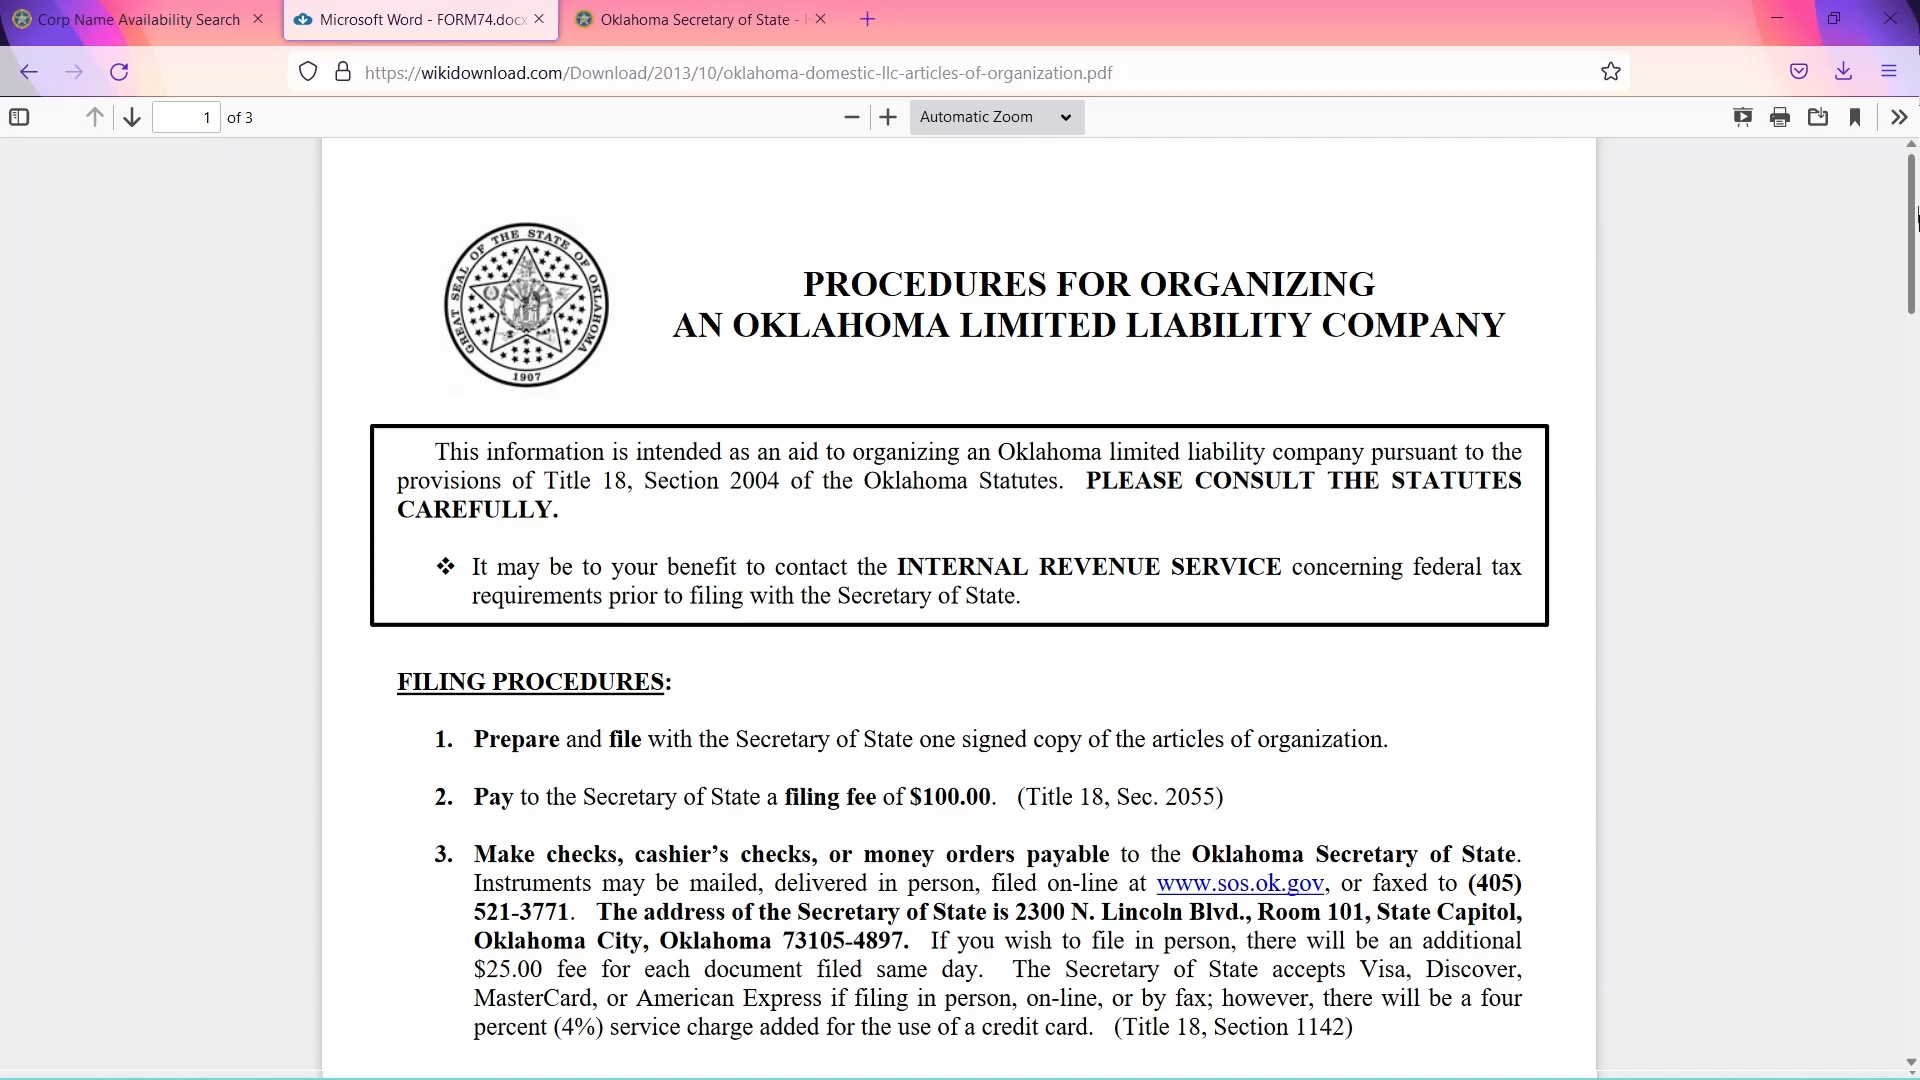 Corp Name Availability Search
Microsoft Word - FORM74.docx
Oklahoma Secretary of State -
https://wikidownload.com/Download/2013/10/oklahoma-domestic-llc-articles-of-organization.pdf
1 of 3
Automatic Zoom
GREAT SEAL OF THE STATE OF OKLAHOMA
1907
PROCEDURES FOR ORGANIZING
AN OKLAHOMA LIMITED LIABILITY COMPANY
This information is intended as an aid to organizing an Oklahoma limited liability company pursuant to the
provisions of Title 18, Section 2004 of the Oklahoma Statutes. PLEASE CONSULT THE STATUTES
CAREFULLY.
❖ It may be to your benefit to contact the INTERNAL REVENUE SERVICE concerning federal tax
requirements prior to filing with the Secretary of State.
FILING PROCEDURES:
1. Prepare and file with the Secretary of State one signed copy of the articles of organization.
2. Pay to the Secretary of State a filing fee of $100.00. (Title 18, Sec. 2055)
3. Make checks, cashier’s checks, or money orders payable to the Oklahoma Secretary of State.
Instruments may be mailed, delivered in person, filed on-line at www.sos.ok.gov, or faxed to (405)
521-3771. The address of the Secretary of State is 2300 N. Lincoln Blvd., Room 101, State Capitol,
Oklahoma City, Oklahoma 73105-4897. If you wish to file in person, there will be an additional
$25.00 fee for each document filed same day. The Secretary of State accepts Visa, Discover,
MasterCard, or American Express if filing in person, on-line, or by fax; however, there will be a four
percent (4%) service charge added for the use of a credit card. (Title 18, Section 1142)